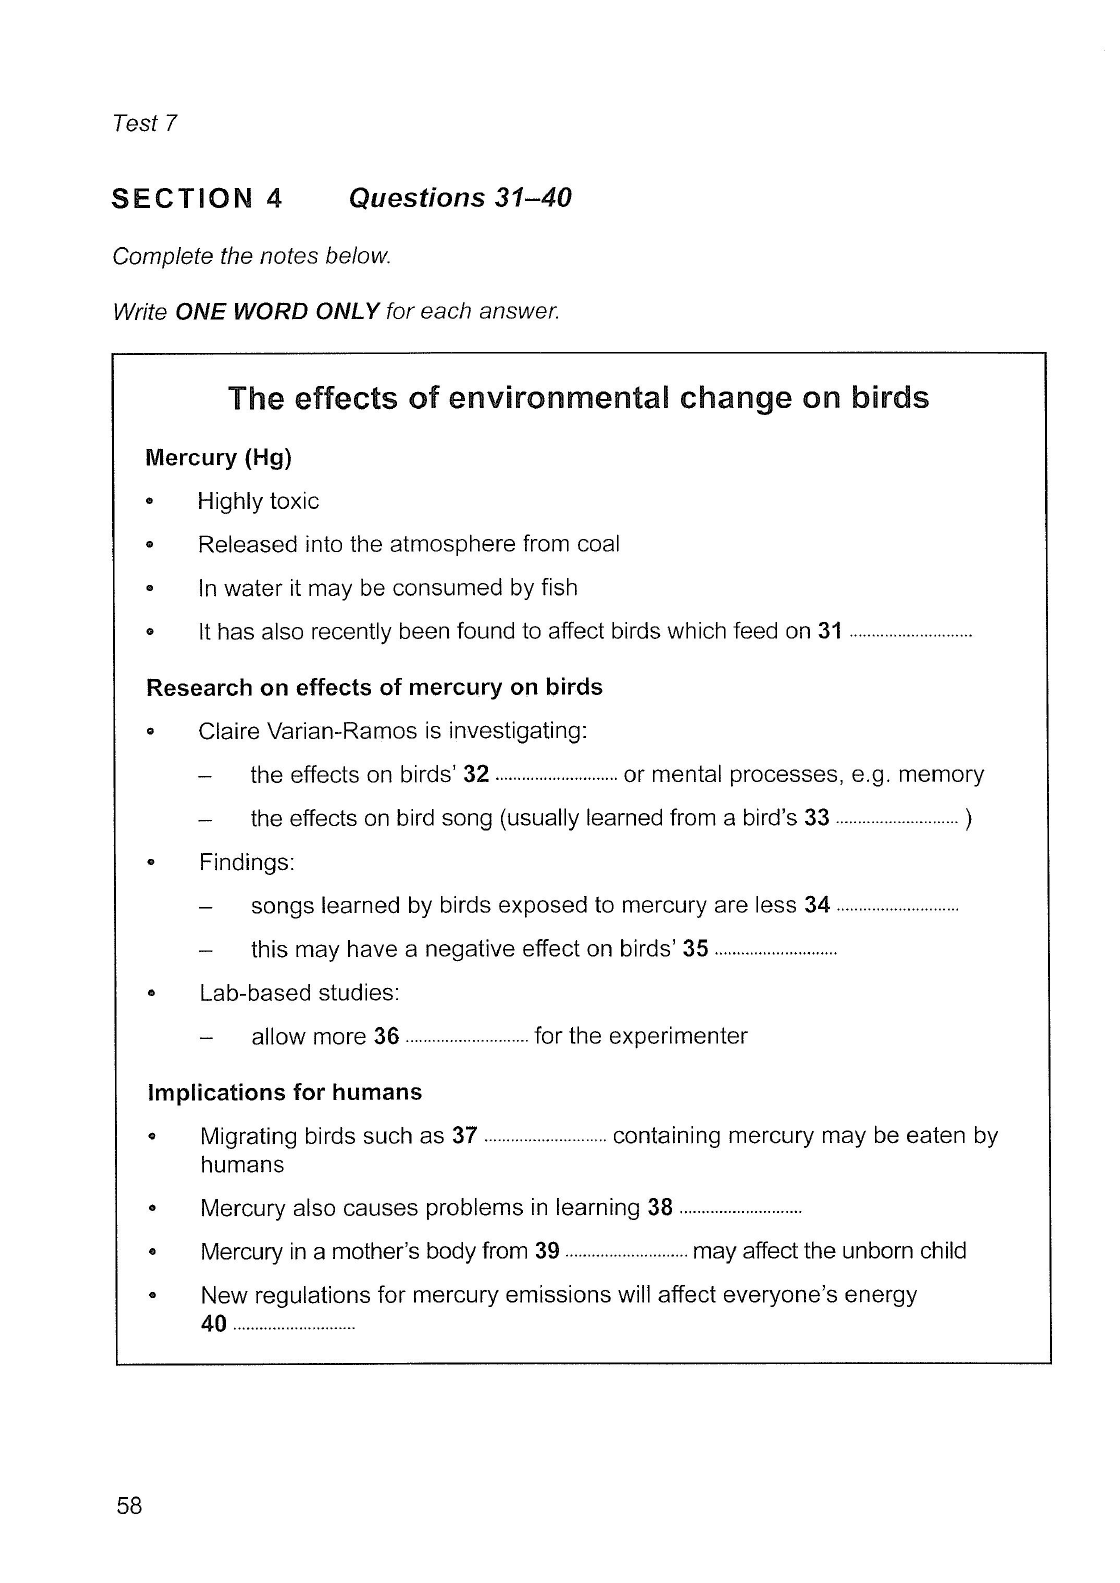 Test 7
SECTION 4 Questions 31–40
Complete the notes below.
Write ONE WORD ONLY for each answer.
The effects of environmental change on birds
Mercury (Hg)
• Highly toxic
• Released into the atmosphere from coal
• In water it may be consumed by fish
• It has also recently been found to affect birds which feed on 31 ............................
Research on effects of mercury on birds
• Claire Varian-Ramos is investigating:
– the effects on birds' 32 ............................ or mental processes, e.g. memory
– the effects on bird song (usually learned from a bird's 33 ............................ )
• Findings:
– songs learned by birds exposed to mercury are less 34 ............................
– this may have a negative effect on birds' 35 ............................
• Lab-based studies:
– allow more 36 ............................ for the experimenter
Implications for humans
• Migrating birds such as 37 ............................ containing mercury may be eaten by
humans
• Mercury also causes problems in learning 38 ............................
• Mercury in a mother's body from 39 ............................ may affect the unborn child
• New regulations for mercury emissions will affect everyone's energy
40 ............................
58